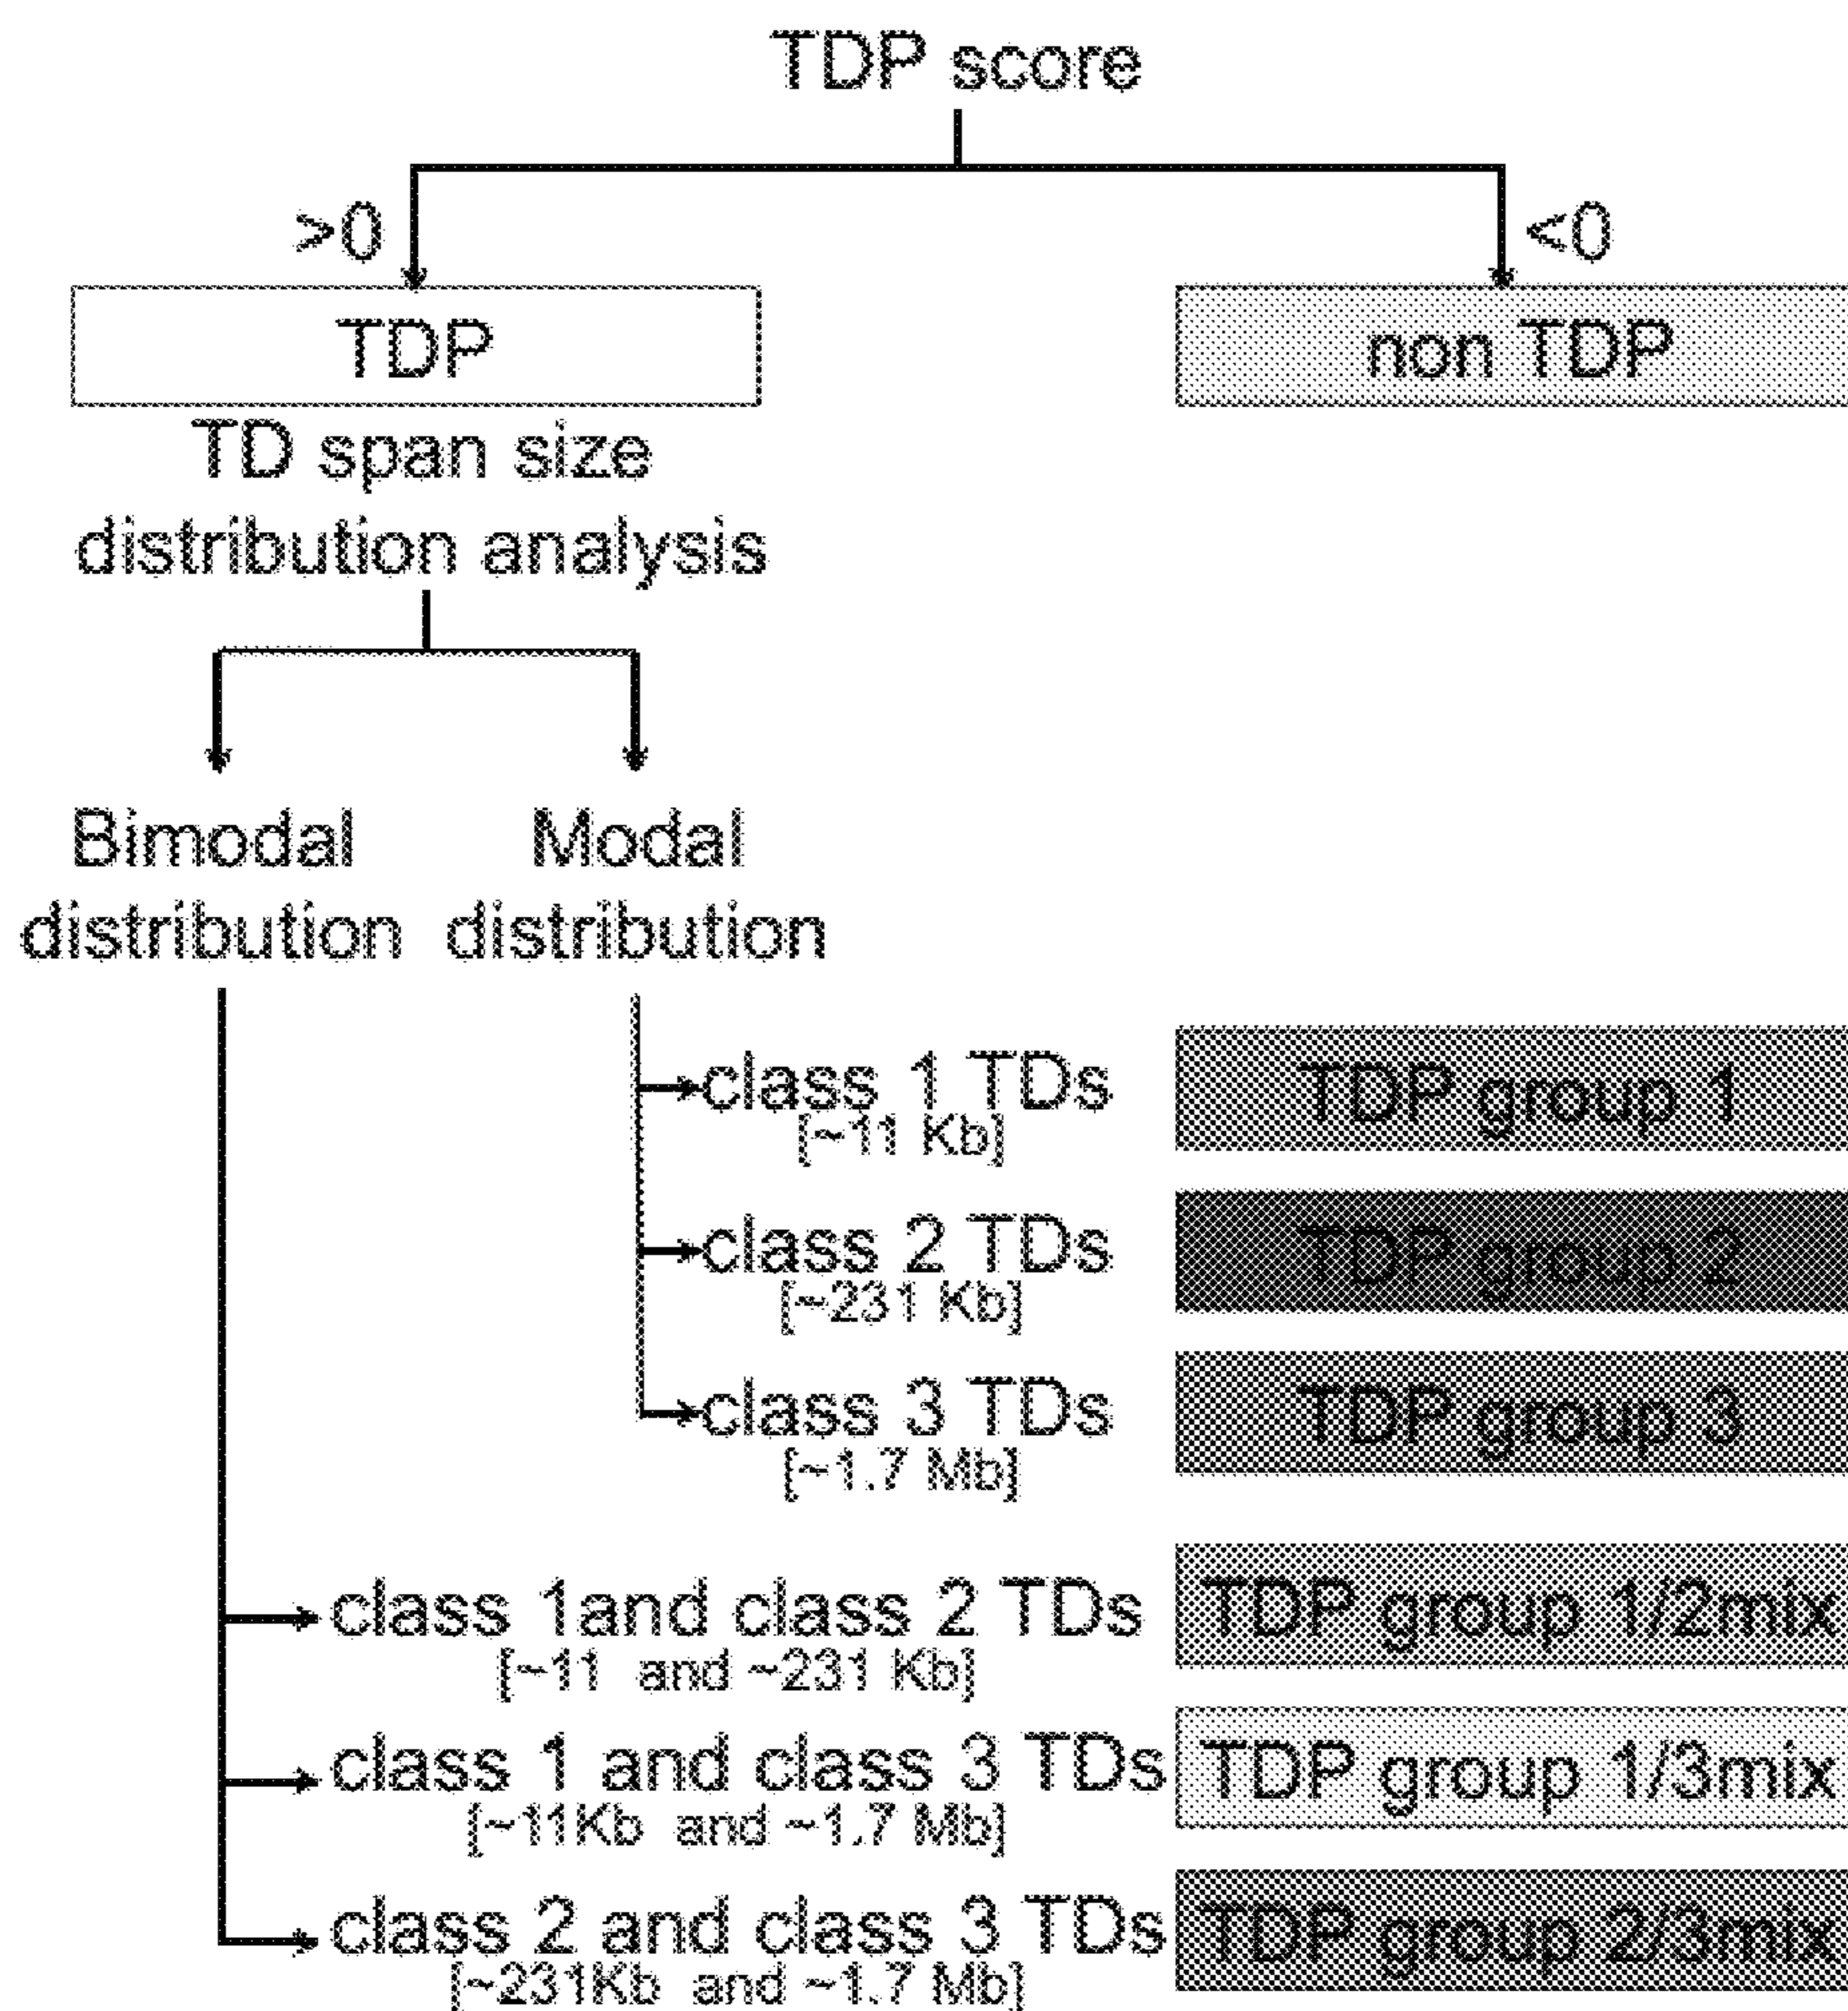 TDP score
>0
<0
TDP
non TDP
TD span size
distribution analysis
Bimodal
distribution
Modal
distribution
class 1 TDs
[~11 Kb]
TDP group 1
class 2 TDs
[~231 Kb]
TDP group 2
class 3 TDs
[~1.7 Mb]
TDP group 3
class 1and class 2 TDs
[~11 and ~231 Kb]
TDP group 1/2mix
class 1 and class 3 TDs
[~11Kb and ~1.7 Mb]
TDP group 1/3mix
class 2 and class 3 TDs
[~231Kb and ~1.7 Mb]
TDP group 2/3mix